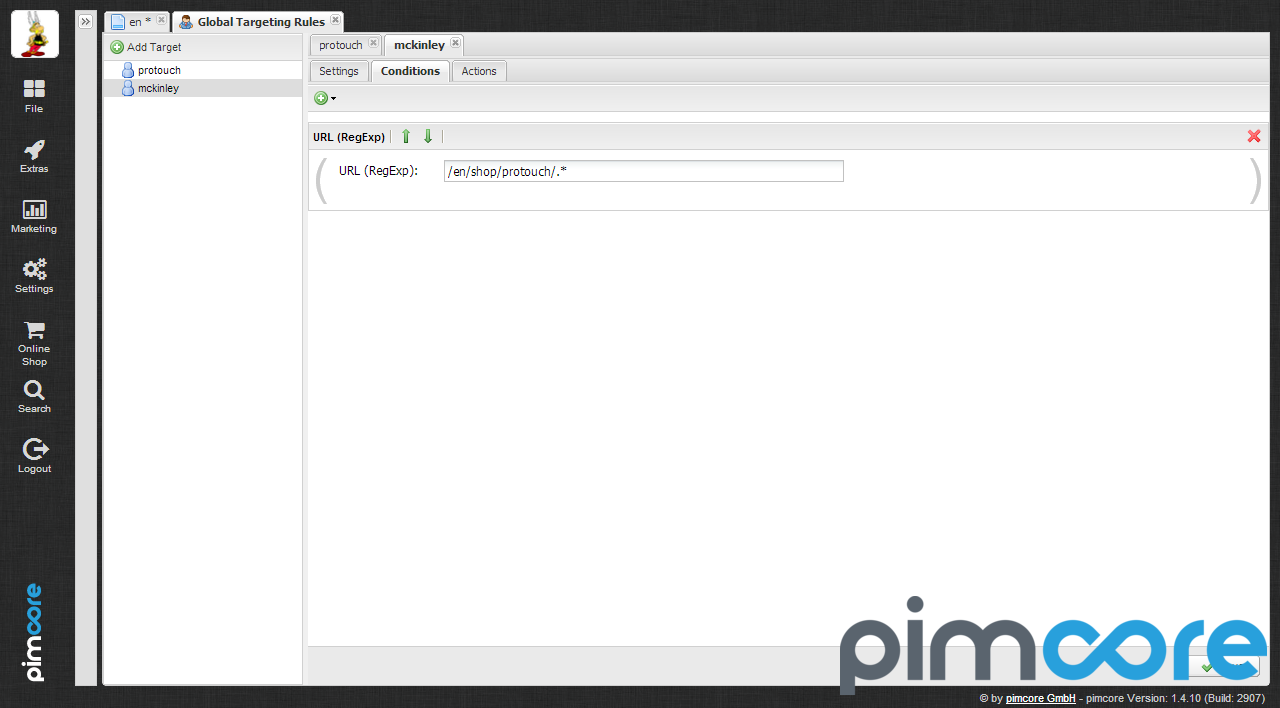 en *
Global Targeting Rules
Add Target
protouch
mckinley
protouch
mckinley
Settings
Conditions
Actions
URL (RegExp)
URL (RegExp):
/en/shop/protouch/.*
File
Extras
Marketing
Settings
Online
Shop
Search
Logout
pimcore
pimcore
© by pimcore GmbH - pimcore Version: 1.4.10 (Build: 2907)